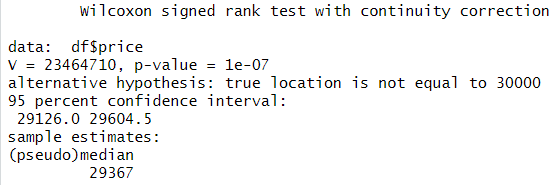 Wilcoxon signed rank test with continuity correction
data:  df$price
V = 23464710, p-value = 1e-07
alternative hypothesis: true location is not equal to 30000
95 percent confidence interval:
 29126.0 29604.5
sample estimates:
(pseudo)median
         29367